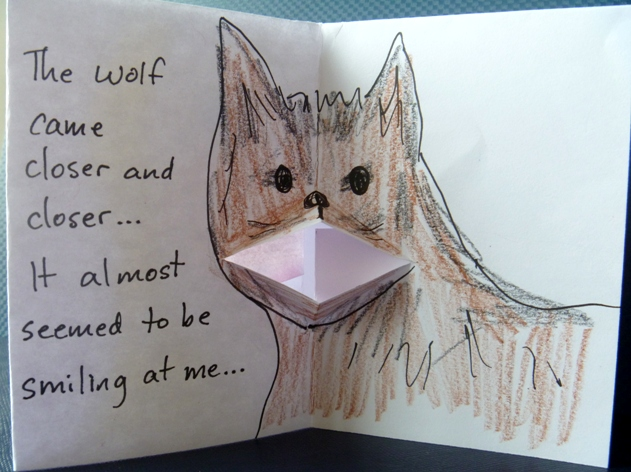 The wolf
came
closer and
closer...
It almost
seemed to be
smiling at me...